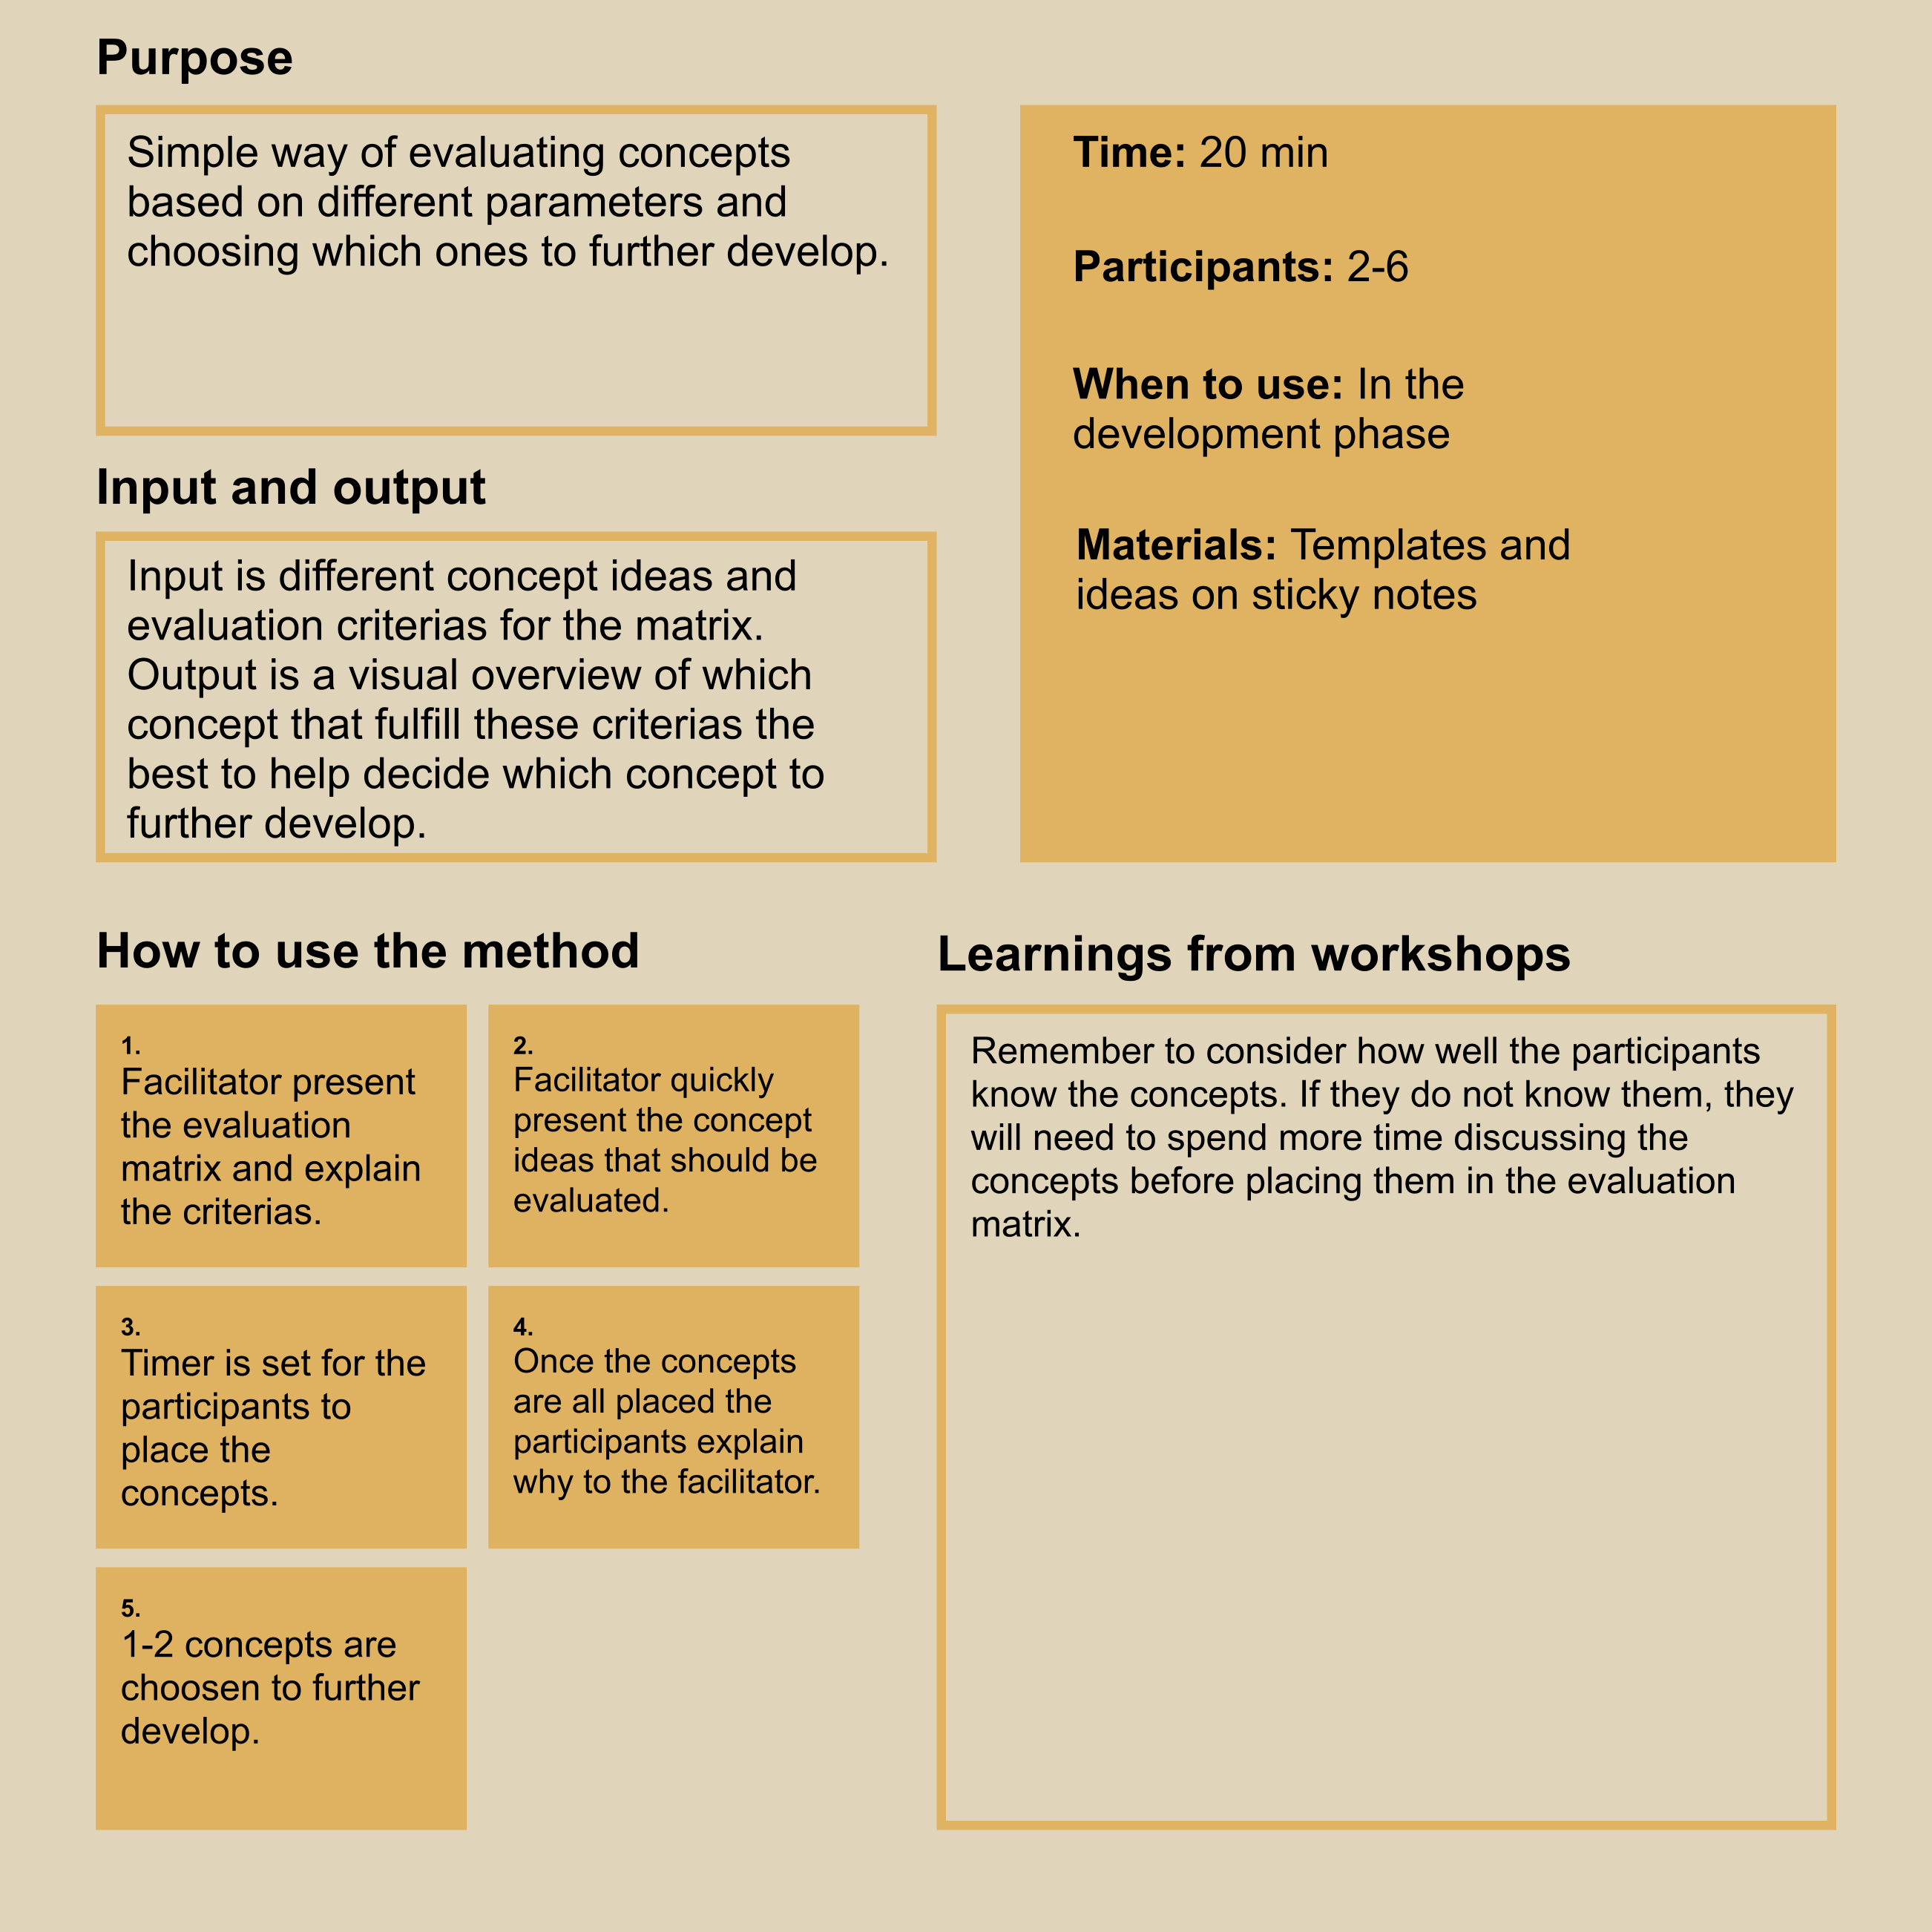 Purpose
Simple way of evaluating concepts
based on different parameters and
choosing which ones to further develop.
Time: 20 min
Participants: 2-6
When to use: In the
development phase
Materials: Templates and
ideas on sticky notes
Input and output
Input is different concept ideas and
evaluation criterias for the matrix.
Output is a visual overview of which
concept that fulfill these criterias the
best to help decide which concept to
further develop.
How to use the method
1.
Facilitator present
the evaluation
matrix and explain
the criterias.
2.
Facilitator quickly
present the concept
ideas that should be
evaluated.
3.
Timer is set for the
participants to
place the
concepts.
4.
Once the concepts
are all placed the
participants explain
why to the facilitator.
5.
1-2 concepts are
choosen to further
develop.
Learnings from workshops
Remember to consider how well the participants
know the concepts. If they do not know them, they
will need to spend more time discussing the
concepts before placing them in the evaluation
matrix.